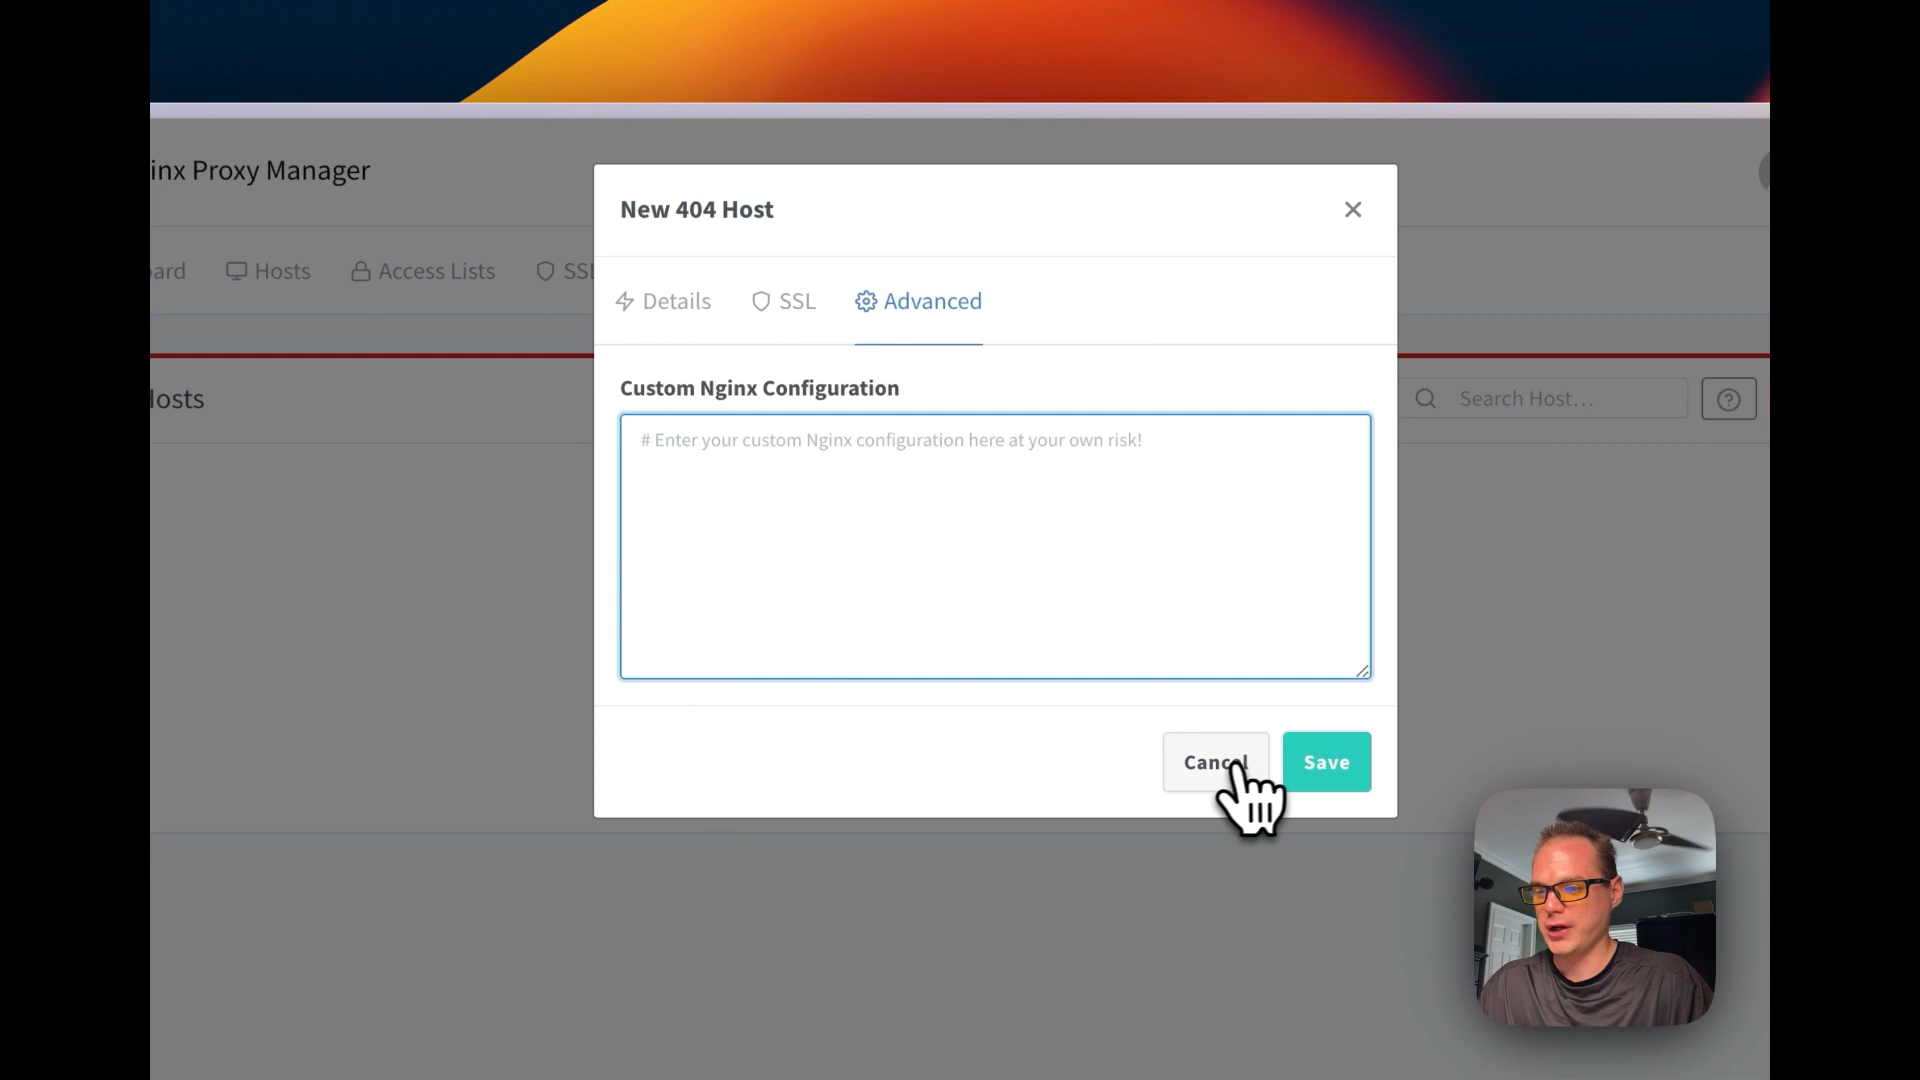 inx Proxy Manager
New 404 Host
ard
Hosts
Access Lists
SSL
Details
SSL
Advanced
Custom Nginx Configuration
# Enter your custom Nginx configuration here at your own risk!
Hosts
Search Host...
Cancel
Save